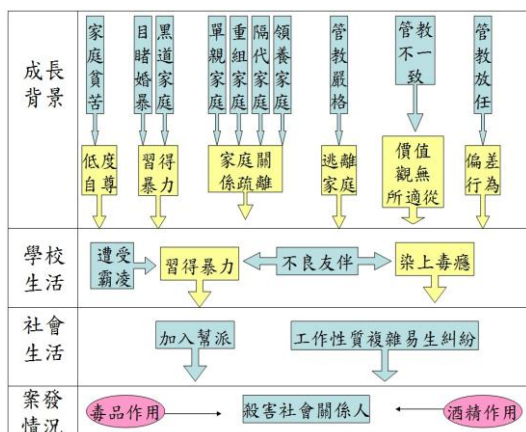 成長
背景
家庭貧苦
目睹婚暴
黑道家庭
單親家庭
重組家庭
隔代家庭
領養家庭
管教嚴格
管教
不一
致
管教放任
低度
自尊
習得
暴力
家庭關
係疏離
逃離
家庭
價值
觀無
所適從
偏差
行為
學校
生活
遭受
霸凌
習得暴力
不良友伴
染上毒癮
社會
生活
加入幫派
工作性質複雜易生糾紛
案發
情況
毒品作用
殺害社會關係人
酒精作用